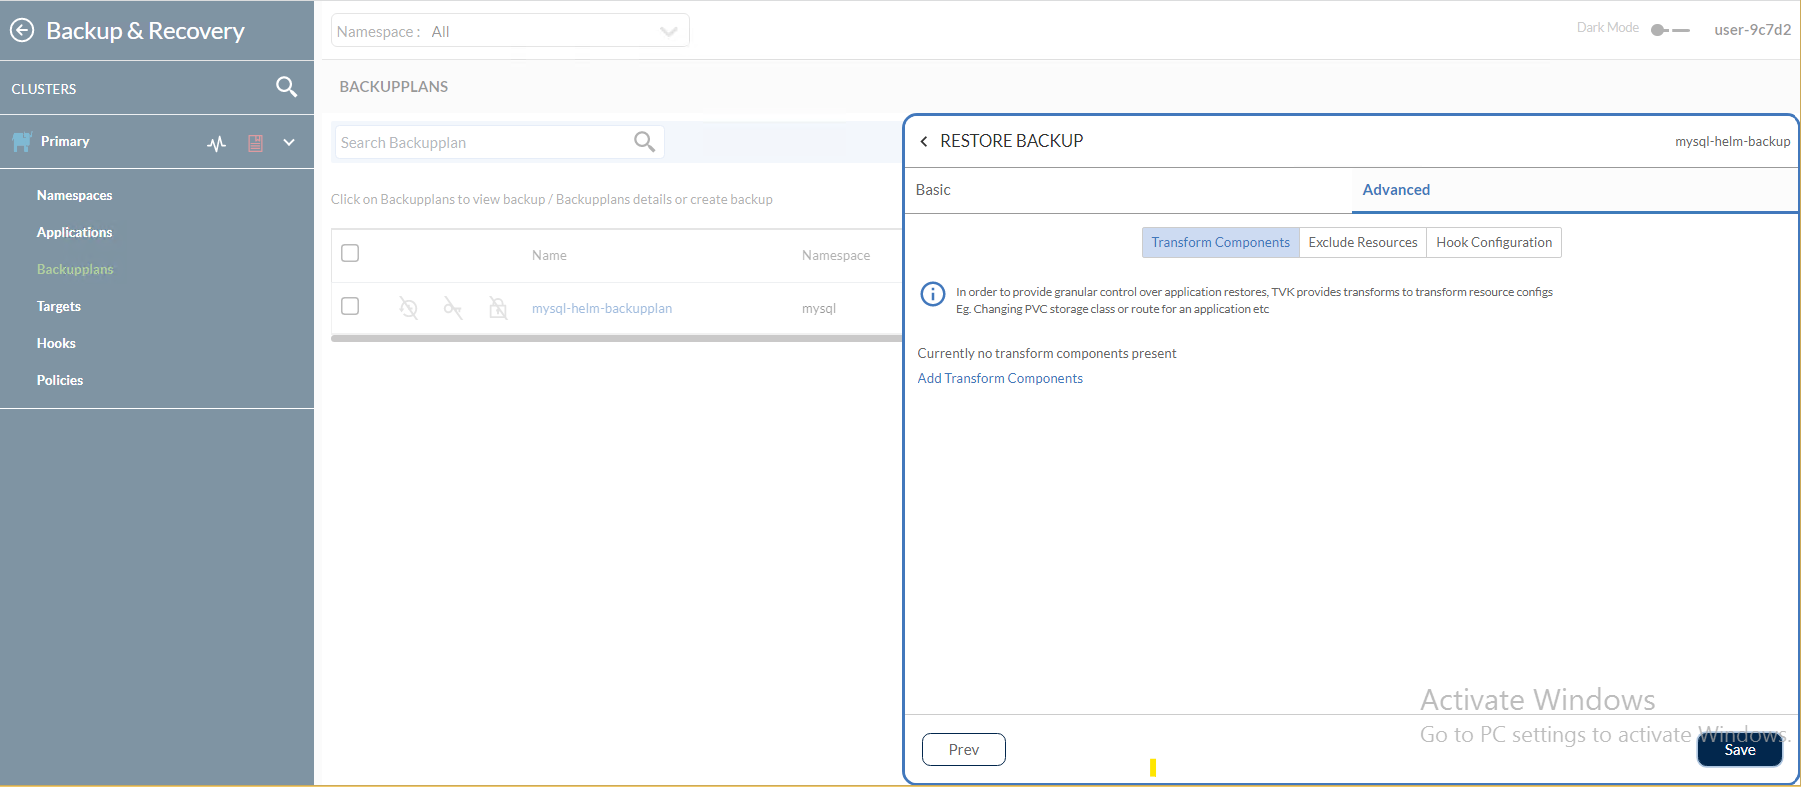 Backup & Recovery
Namespace : All
Dark Mode
user-9c7d2
CLUSTERS
BACKUPPLANS
Primary
Namespaces
Applications
Backupplans
Targets
Hooks
Policies
Search Backupplan
Click on Backupplans to view backup / Backupplans details or create backup
Name Namespace
mysql-helm-backupplan mysql
RESTORE BACKUP
mysql-helm-backup
Basic Advanced
Transform Components Exclude Resources Hook Configuration
In order to provide granular control over application restores, TVK provides transforms to transform resource configs
Eg. Changing PVC storage class or route for an application etc
Currently no transform components present
Add Transform Components
Activate Windows
Go to PC settings to activate Windows.
Prev Save